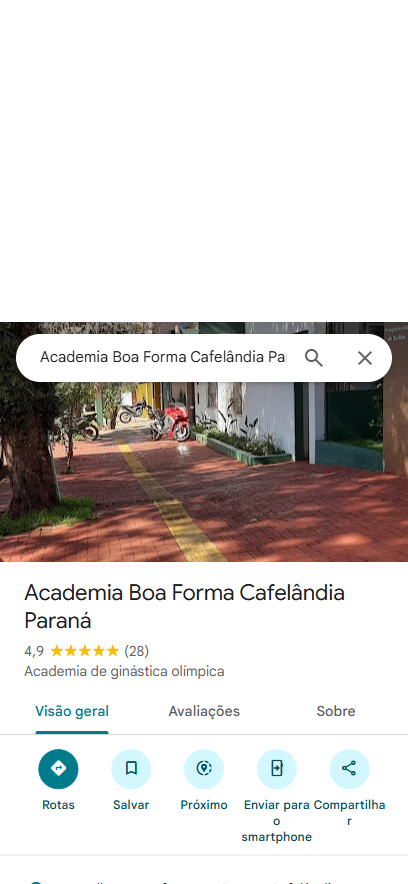 Academia Boa Forma Cafelândia Pa
Academia Boa Forma Cafelândia
Paraná
4,9 (28)
Academia de ginástica olímpica
Visão geral
Avaliações
Sobre
Rotas
Salvar
Próximo
Enviar para
o
smartphone
Compartilha
r